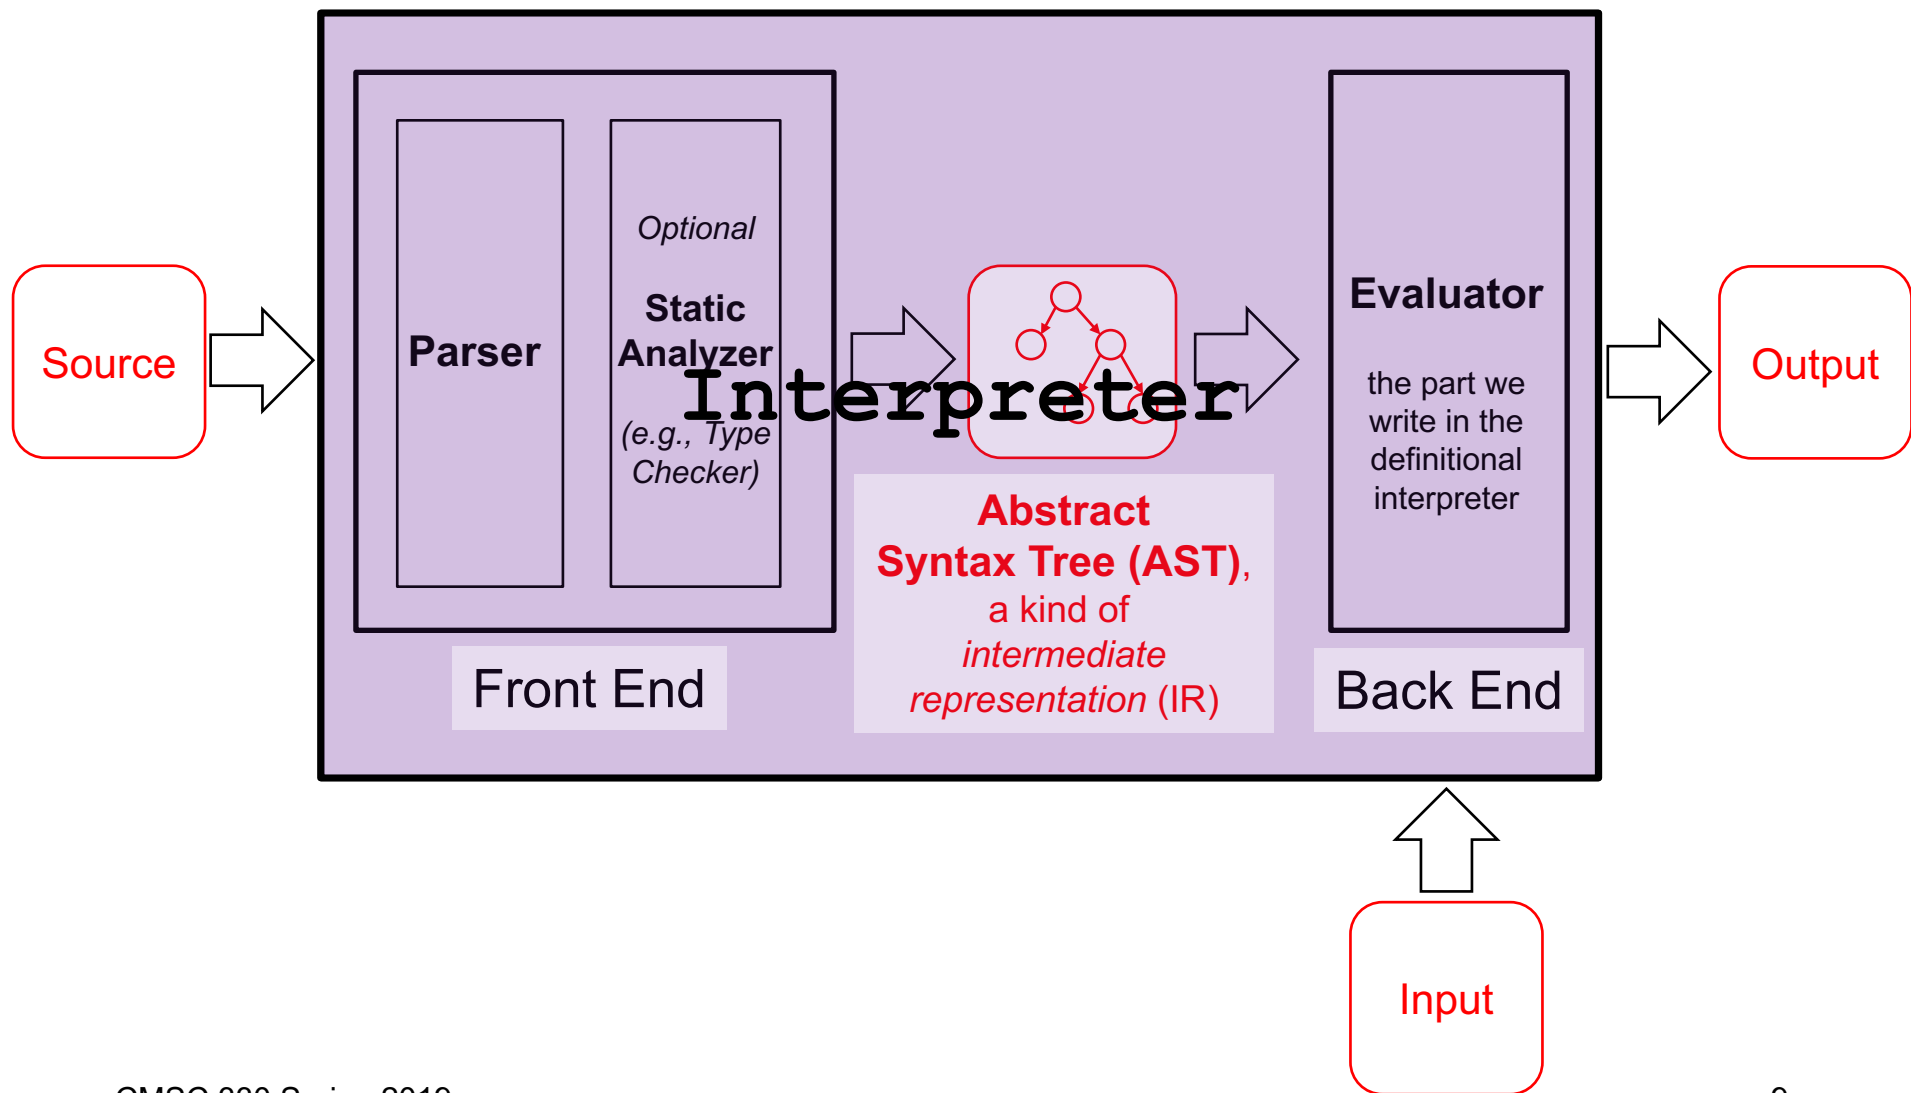 Source
Parser
Optional
Static
Analyzer
(e.g., Type
Checker)
Interpreter
Evaluator
the part we
write in the
definitional
interpreter
Output
Abstract
Syntax Tree (AST),
a kind of
intermediate
representation (IR)
Front End
Back End
Input